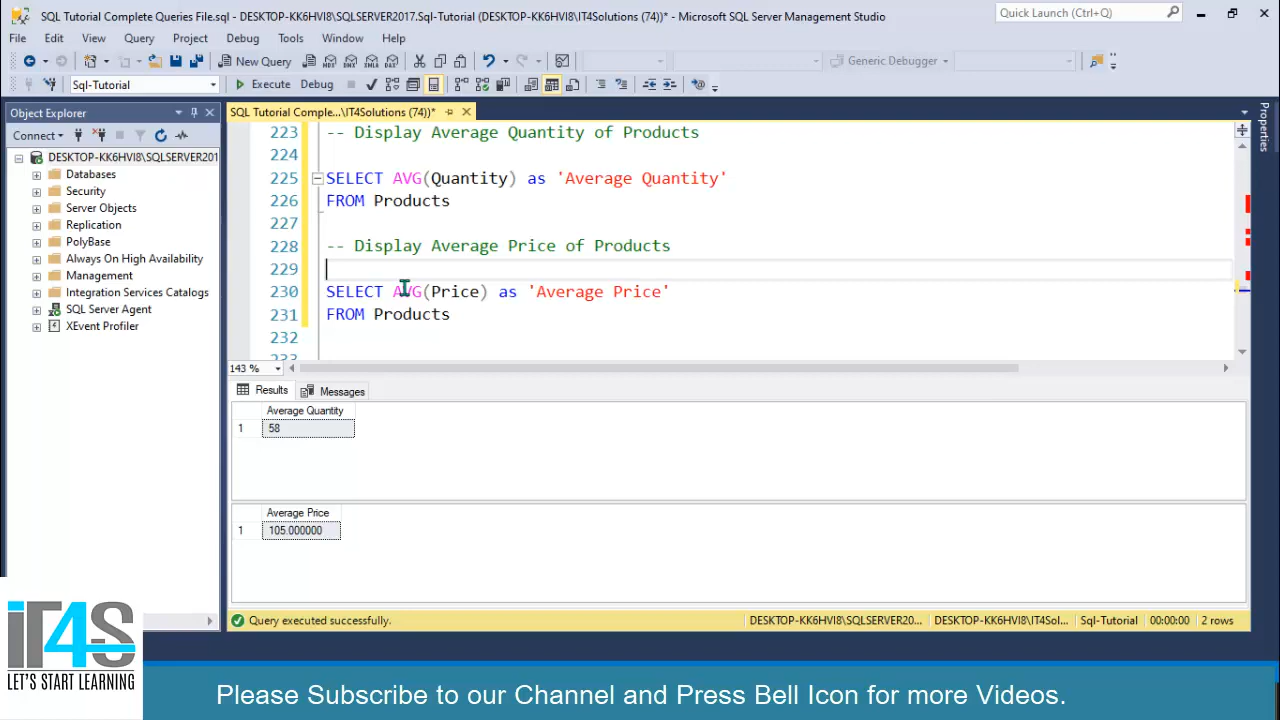 SQL Tutorial Complete Queries File.sql - DESKTOP-KK6HVI8\SQLSERVER2017.Sql-Tutorial (DESKTOP-KK6HVI8\IT4Solutions (74))* - Microsoft SQL Server Management Studio
Quick Launch (Ctrl+Q)
File Edit View Query Project Debug Tools Window Help
New Query
Generic Debugger
Sql-Tutorial
Execute Debug
Object Explorer
SQL Tutorial Comple...\IT4Solutions (74))*
Properties
Connect
DESKTOP-KK6HVI8\SQLSERVER201
Databases
Security
Server Objects
Replication
PolyBase
Always On High Availability
Management
Integration Services Catalogs
SQL Server Agent
XEvent Profiler
223 -- Display Average Quantity of Products
224
225 SELECT AVG(Quantity) as 'Average Quantity'
226 FROM Products
227
228 -- Display Average Price of Products
229
230 SELECT AVG(Price) as 'Average Price'
231 FROM Products
232
233
143 %
Results Messages
Average Quantity
1 58
Average Price
1 105.000000
Query executed successfully.
DESKTOP-KK6HVI8\SQLSERVER20... DESKTOP-KK6HVI8\IT4Sol... Sql-Tutorial 00:00:00 2 rows
iT4S
LET'S START LEARNING
Please Subscribe to our Channel and Press Bell Icon for more Videos.